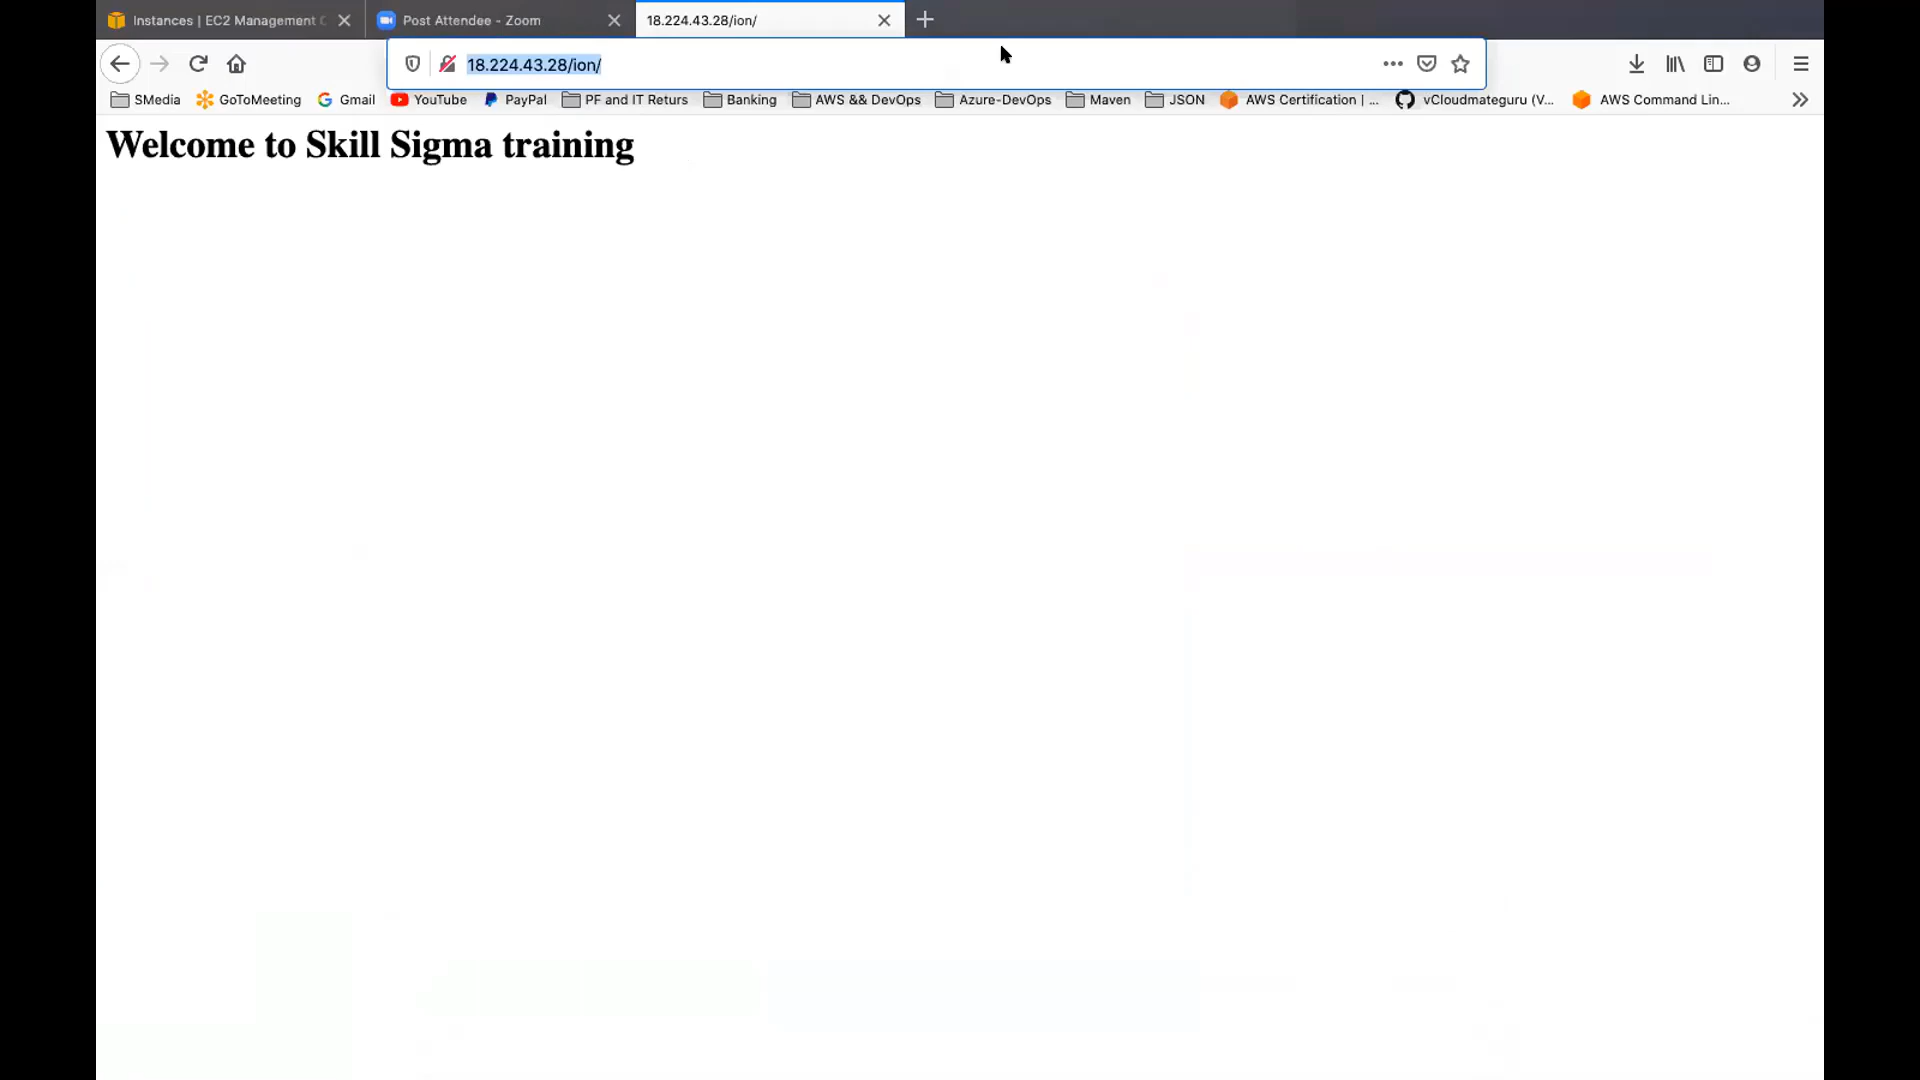 Instances | EC2 Management C
Post Attendee - Zoom
18.224.43.28/ion/
18.224.43.28/ion/
SMedia
GoToMeeting
Gmail
YouTube
PayPal
PF and IT Returs
Banking
AWS && DevOps
Azure-DevOps
Maven
JSON
AWS Certification | ...
vCloudmateguru (V...
AWS Command Lin...
Welcome to Skill Sigma training